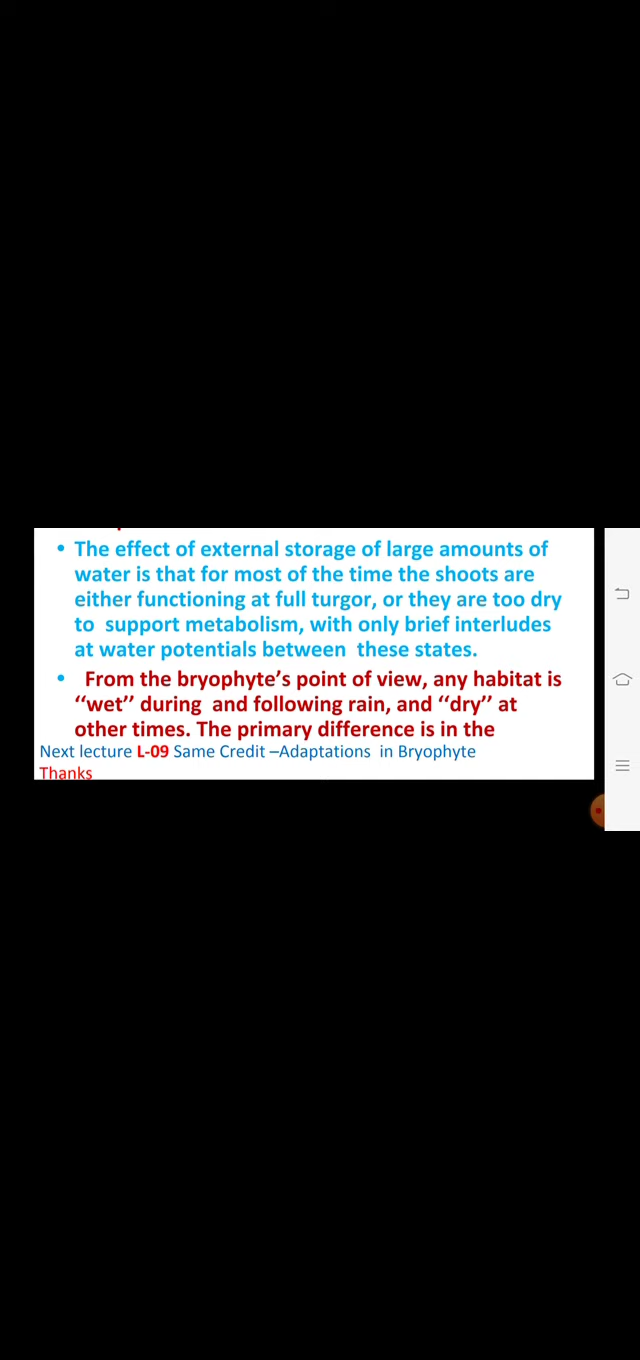 • The effect of external storage of large amounts of
water is that for most of the time the shoots are
either functioning at full turgor, or they are too dry
to  support metabolism, with only brief interludes
at water potentials between  these states.
•  From the bryophyte’s point of view, any habitat is
‘‘wet’’ during  and following rain, and ‘‘dry’’ at
other times. The primary difference is in the
Next lecture L-09 Same Credit –Adaptations  in Bryophyte
Thanks